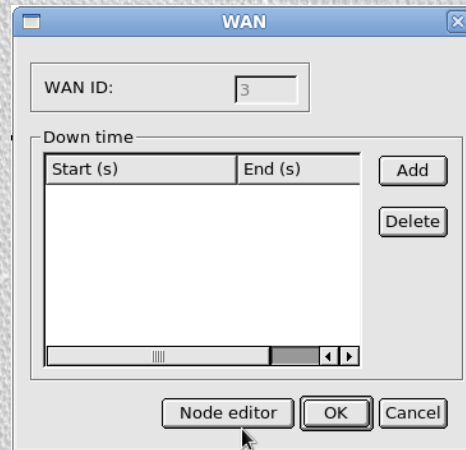 WAN
WAN ID: 3
Down time
Start (s) End (s) Add
Delete
Node editor OK Cancel